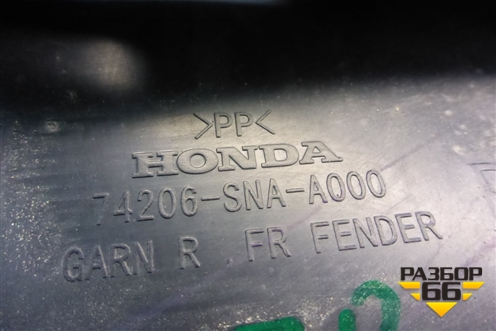 >PP<
HONDA
74206-SNA-A000
GARN R . FR FENDER
РАЗБОР
66